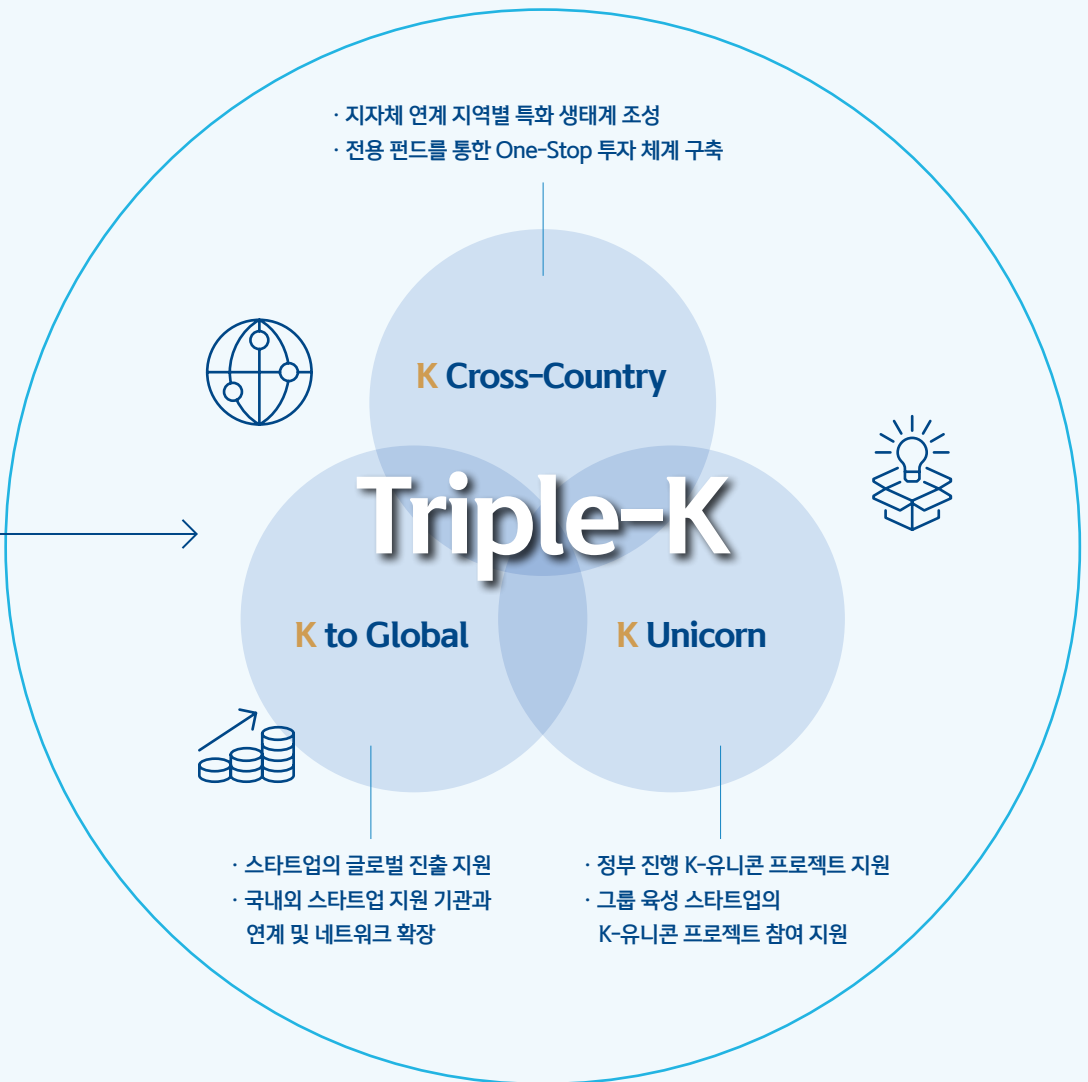 · 지자체 연계 지역별 특화 생태계 조성
· 전용 펀드를 통한 One-Stop 투자 체계 구축
K Cross-Country
Triple-K
K to Global
K Unicorn
· 스타트업의 글로벌 진출 지원
· 국내외 스타트업 지원 기관과
연계 및 네트워크 확장
· 정부 진행 K-유니콘 프로젝트 지원
· 그룹 육성 스타트업의
K-유니콘 프로젝트 참여 지원